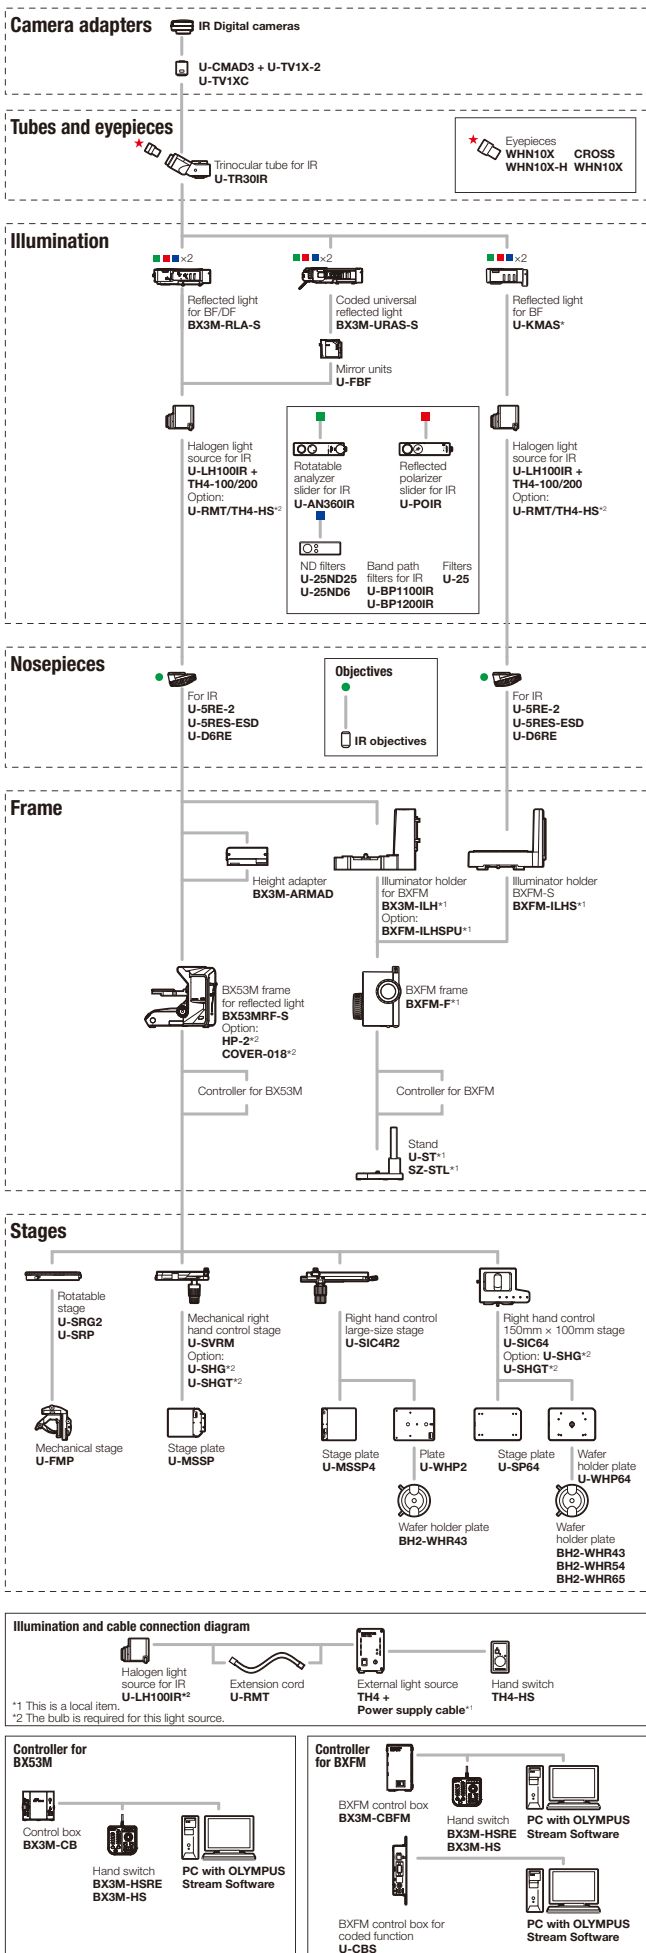 Camera adapters
IR Digital cameras
U-CMAD3 + U-TV1X-2
U-TV1XC
Tubes and eyepieces
Trinocular tube for IR
U-TR30IR
Eyepieces
WHN10X CROSS
WHN10X-H WHN10X
Illumination
×2
×2
×2
Reflected light
for BF/DF
BX3M-RLA-S
Coded universal
reflected light
BX3M-URAS-S
Reflected light
for BF
U-KMAS*
Mirror units
U-FBF
Halogen light
source for IR
U-LH100IR +
TH4-100/200
Option:
U-RMT/TH4-HS*2
Rotatable
analyzer
slider for IR
U-AN360IR
Reflected
polarizer
slider for IR
U-POIR
ND filters
U-25ND25
U-25ND6
Band path
filters for IR
U-BP1100IR
U-BP1200IR
Filters
U-25
Halogen light
source for IR
U-LH100IR +
TH4-100/200
Option:
U-RMT/TH4-HS*2
Nosepieces
For IR
U-5RE-2
U-5RES-ESD
U-D6RE
Objectives
IR objectives
For IR
U-5RE-2
U-5RES-ESD
U-D6RE
Frame
Height adapter
BX3M-ARMAD
Illuminator holder
for BXFM
BX3M-ILH*1
Option:
BXFM-ILHSPU*1
Illuminator holder
BXFM-S
BXFM-ILHS*1
BX53M frame
for reflected light
BX53MRF-S
Option:
HP-2*2
COVER-018*2
BXFM frame
BXFM-F*1
Controller for BX53M
Controller for BXFM
Stand
U-ST*1
SZ-STL*1
Stages
Rotatable
stage
U-SRG2
U-SRP
Mechanical right
hand control stage
U-SVRM
Option:
U-SHG*2
U-SHGT*2
Right hand control
large-size stage
U-SIC4R2
Right hand control
150mm × 100mm stage
U-SIC64
Option: U-SHG*2
U-SHGT*2
Mechanical stage
U-FMP
Stage plate
U-MSSP
Stage plate
U-MSSP4
Plate
U-WHP2
Stage plate
U-SP64
Wafer
holder plate
U-WHP64
Wafer holder plate
BH2-WHR43
Wafer
holder plate
BH2-WHR43
BH2-WHR54
BH2-WHR65
Illumination and cable connection diagram
Halogen light
source for IR
U-LH100IR*2
Extension cord
U-RMT
External light source
TH4 +
Power supply cable*1
Hand switch
TH4-HS
*1 This is a local item.
*2 The bulb is required for this light source.
Controller for
BX53M
Control box
BX3M-CB
Hand switch
BX3M-HSRE
BX3M-HS
PC with OLYMPUS
Stream Software
Controller
for BXFM
BXFM control box
BX3M-CBFM
Hand switch
BX3M-HSRE
BX3M-HS
PC with OLYMPUS
Stream Software
BXFM control box for
coded function
U-CBS
PC with OLYMPUS
Stream Software